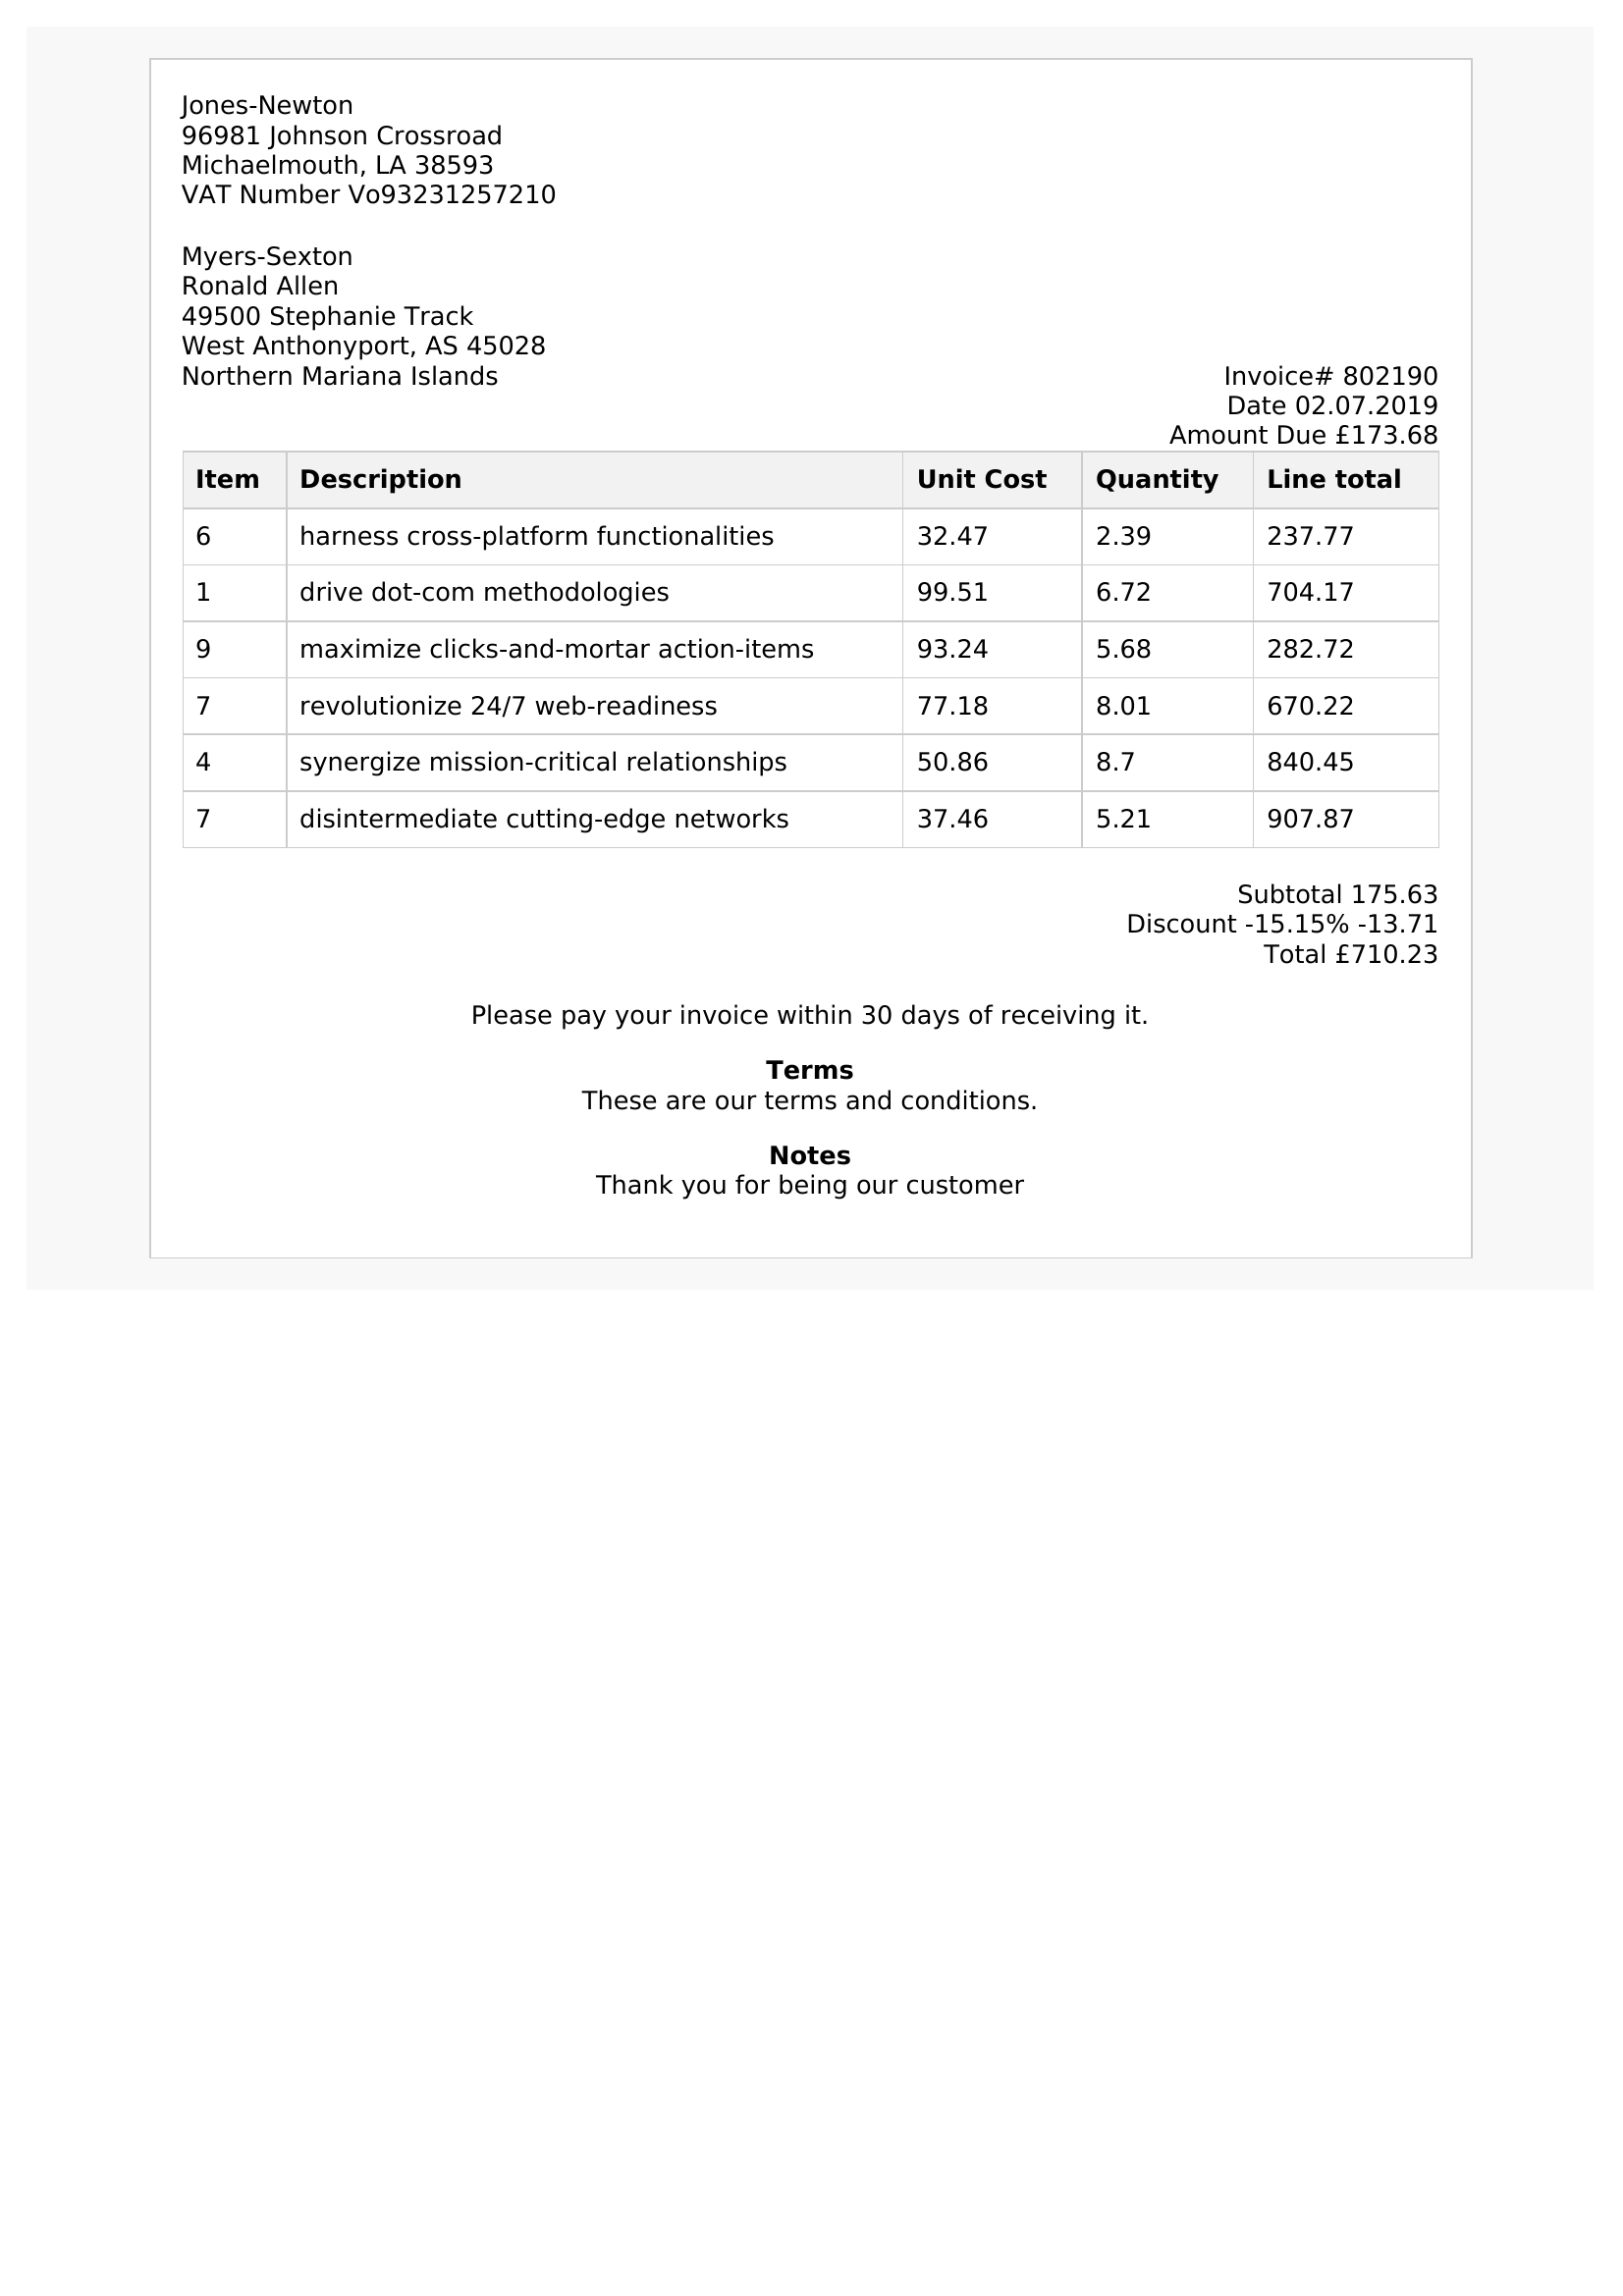 Jones-Newton
96981 Johnson Crossroad
Michaelmouth, LA 38593
VAT Number Vo93231257210
Myers-Sexton
Ronald Allen
49500 Stephanie Track
West Anthonyport, AS 45028
Northern Mariana Islands
Invoice# 802190
Date 02.07.2019
Amount Due £173.68
Item Description Unit Cost Quantity Line total
6 harness cross-platform functionalities 32.47 2.39 237.77
1 drive dot-com methodologies 99.51 6.72 704.17
9 maximize clicks-and-mortar action-items 93.24 5.68 282.72
7 revolutionize 24/7 web-readiness 77.18 8.01 670.22
4 synergize mission-critical relationships 50.86 8.7 840.45
7 disintermediate cutting-edge networks 37.46 5.21 907.87
Subtotal 175.63
Discount -15.15% -13.71
Total £710.23
Please pay your invoice within 30 days of receiving it.
Terms
These are our terms and conditions.
Notes
Thank you for being our customer